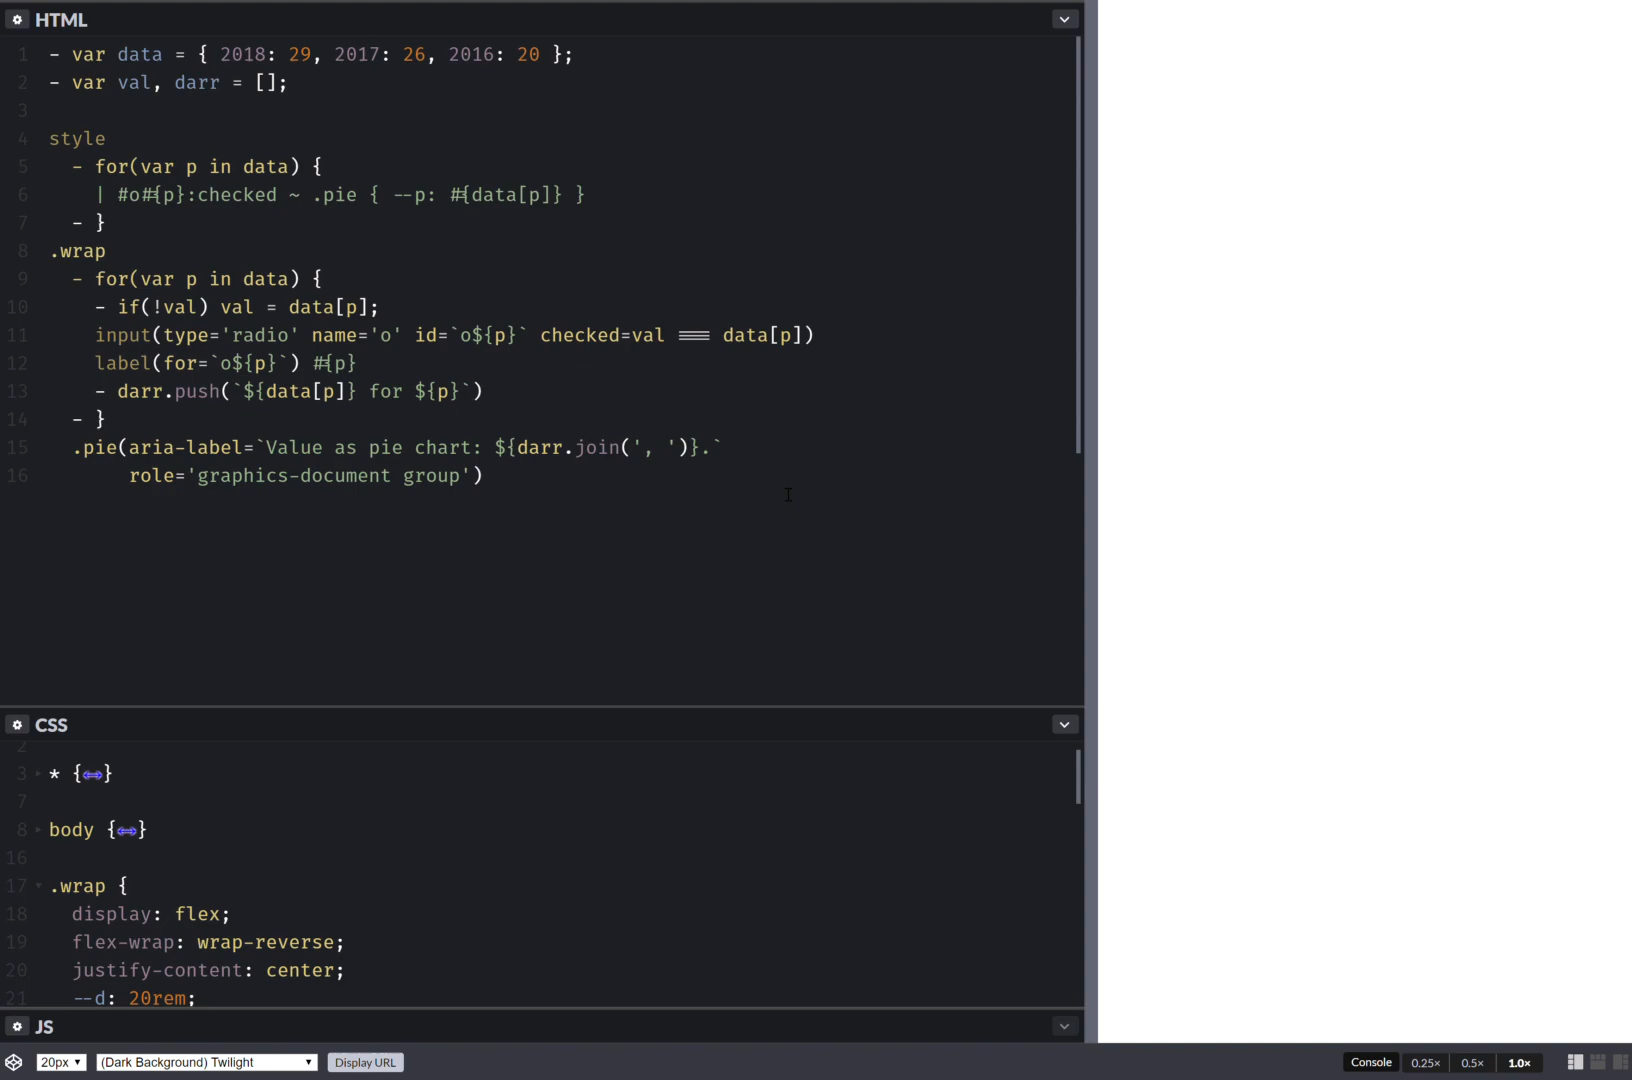 HTML
1 - var data = { 2018: 29, 2017: 26, 2016: 20 };
2 - var val, darr = [];
3
4 style
5 - for(var p in data) {
6 | #o#{p}:checked ~ .pie { --p: #{data[p]} }
7 - }
8 .wrap
9 - for(var p in data) {
10 - if(!val) val = data[p];
11 input(type='radio' name='o' id=`o${p}` checked=val === data[p])
12 label(for=`o${p}`) #{p}
13 - darr.push(`${data[p]} for ${p}`)
14 - }
15 .pie(aria-label=`Value as pie chart: ${darr.join(', ')}.`
16 role='graphics-document group')
CSS
2
3 * {↔}
7
8 body {↔}
16
17 .wrap {
18 display: flex;
19 flex-wrap: wrap-reverse;
20 justify-content: center;
21 --d: 20rem;
JS
20px (Dark Background) Twilight Display URL Console 0.25× 0.5× 1.0×